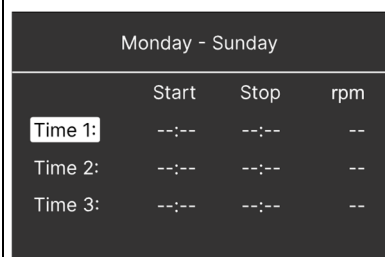 Monday - Sunday
Start Stop rpm
Time 1: --:-- --:-- --
Time 2: --:-- --:-- --
Time 3: --:-- --:-- --